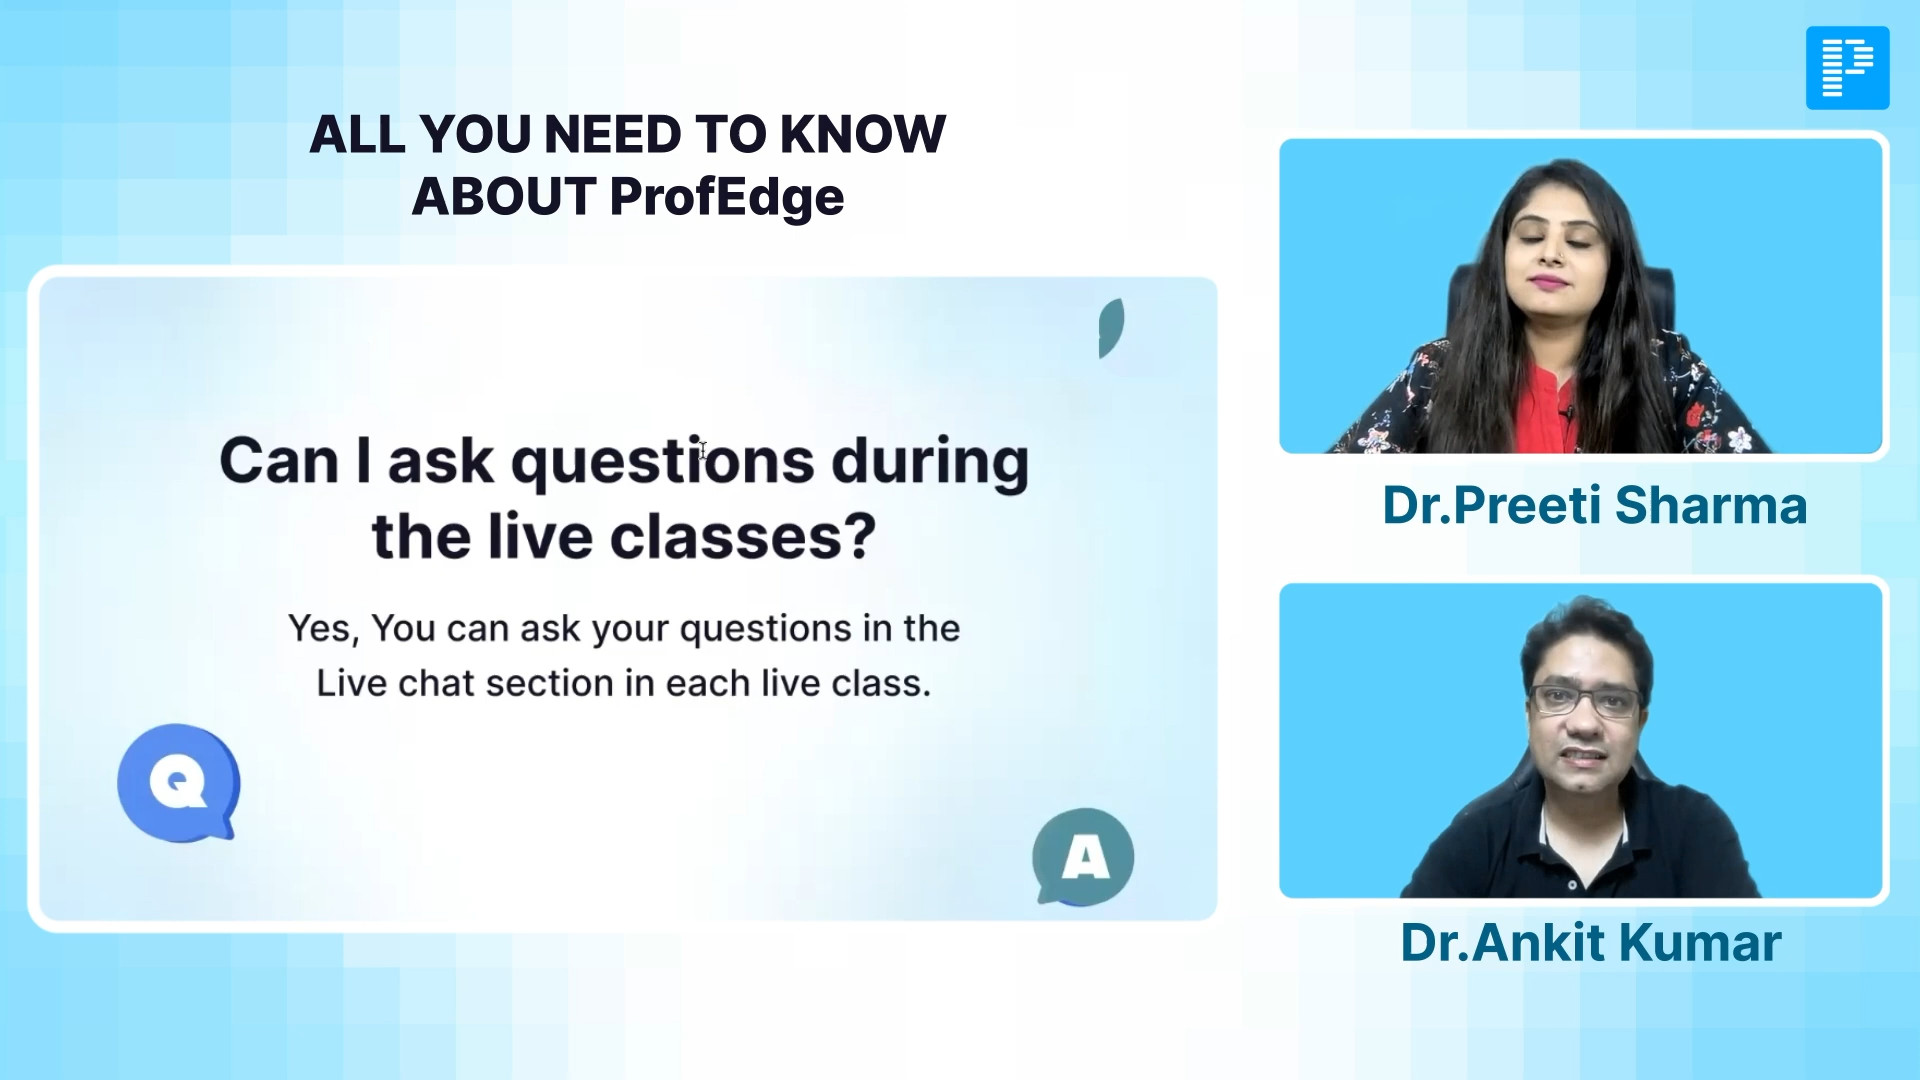 ALL YOU NEED TO KNOW
ABOUT ProfEdge
Can I ask questions during
the live classes?
Yes, You can ask your questions in the
Live chat section in each live class.
Q
A
P
Dr.Preeti Sharma
Dr.Ankit Kumar